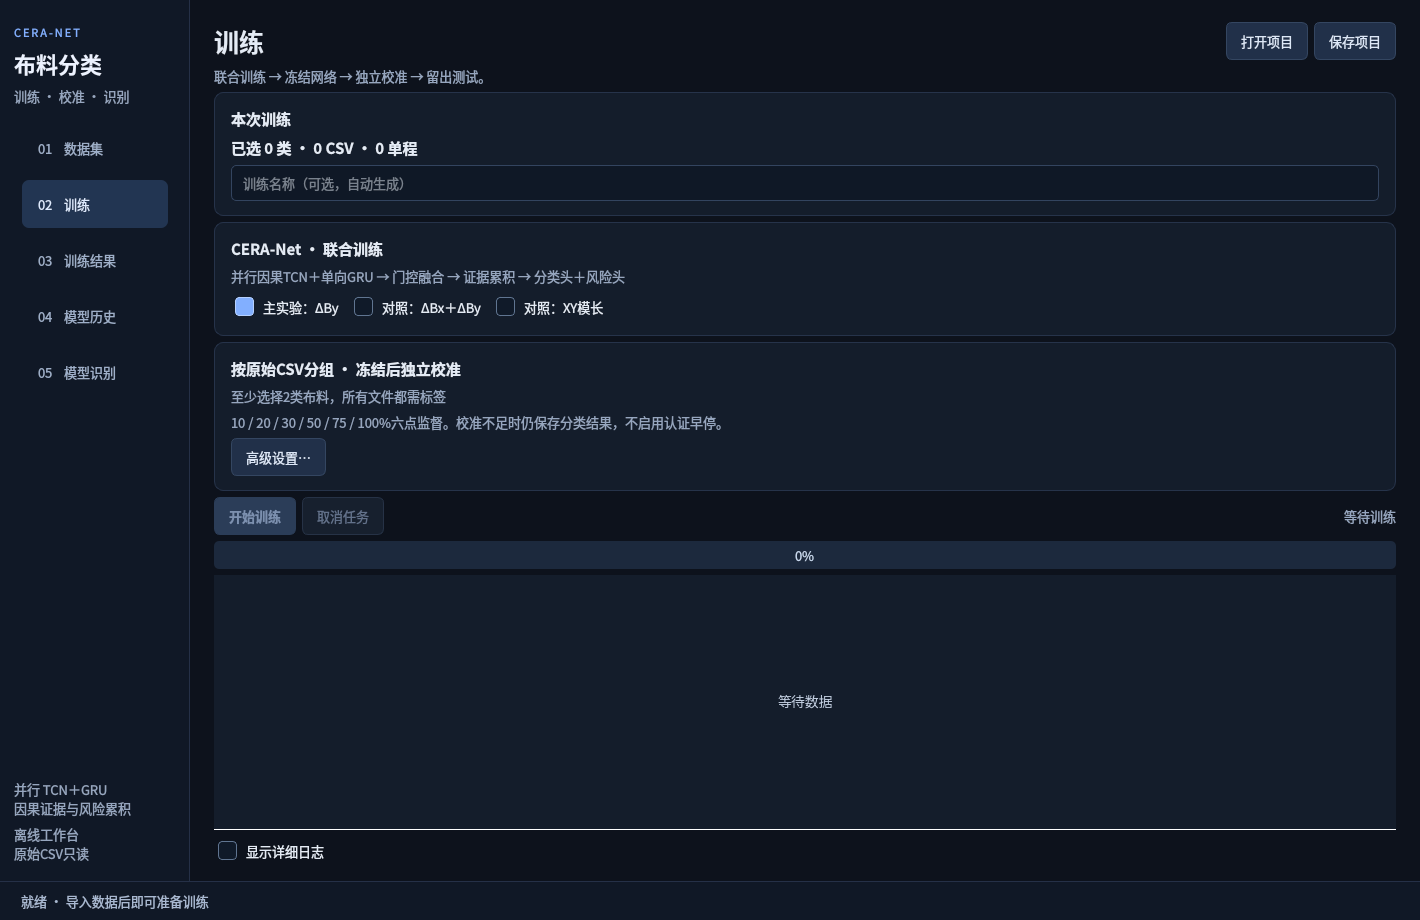 CERA-NET
布料分类
训练 · 校准 · 识别
01 数据集
02 训练
03 训练结果
04 模型历史
05 模型识别
并行 TCN＋GRU
因果证据与风险累积
离线工作台
原始CSV只读
训练
打开项目
保存项目
联合训练 → 冻结网络 → 独立校准 → 留出测试。
本次训练
已选 0 类 · 0 CSV · 0 单程
训练名称（可选，自动生成）
CERA-Net · 联合训练
并行因果TCN＋单向GRU → 门控融合 → 证据累积 → 分类头＋风险头
主实验：ΔBy
对照：ΔBx＋ΔBy
对照：XY模长
按原始CSV分组 · 冻结后独立校准
至少选择2类布料，所有文件都需标签
10 / 20 / 30 / 50 / 75 / 100%六点监督。校准不足时仍保存分类结果，不启用认证早停。
高级设置…
开始训练
取消任务
等待训练
0%
等待数据
显示详细日志
就绪 · 导入数据后即可准备训练